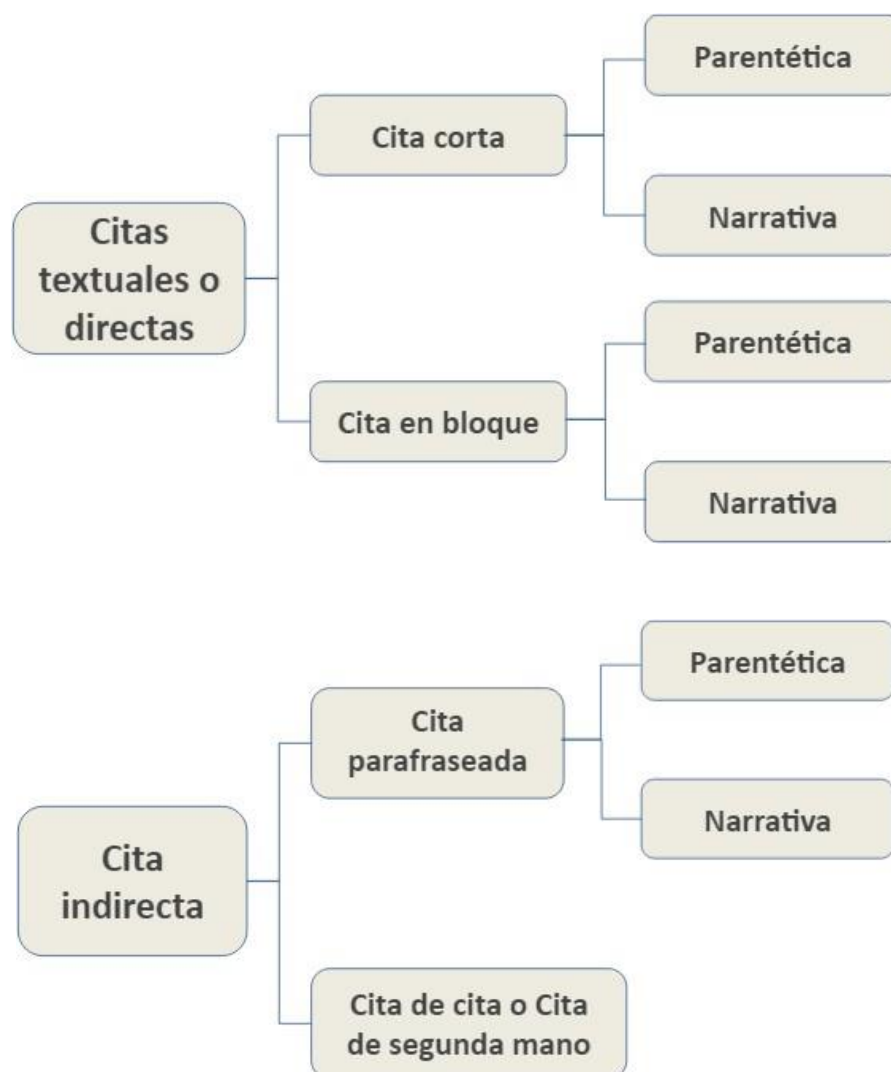 Citas
textuales o
directas
Cita corta
Parentética
Narrativa
Cita en bloque
Parentética
Narrativa
Cita
indirecta
Cita
parafraseada
Parentética
Narrativa
Cita de cita o Cita
de segunda mano